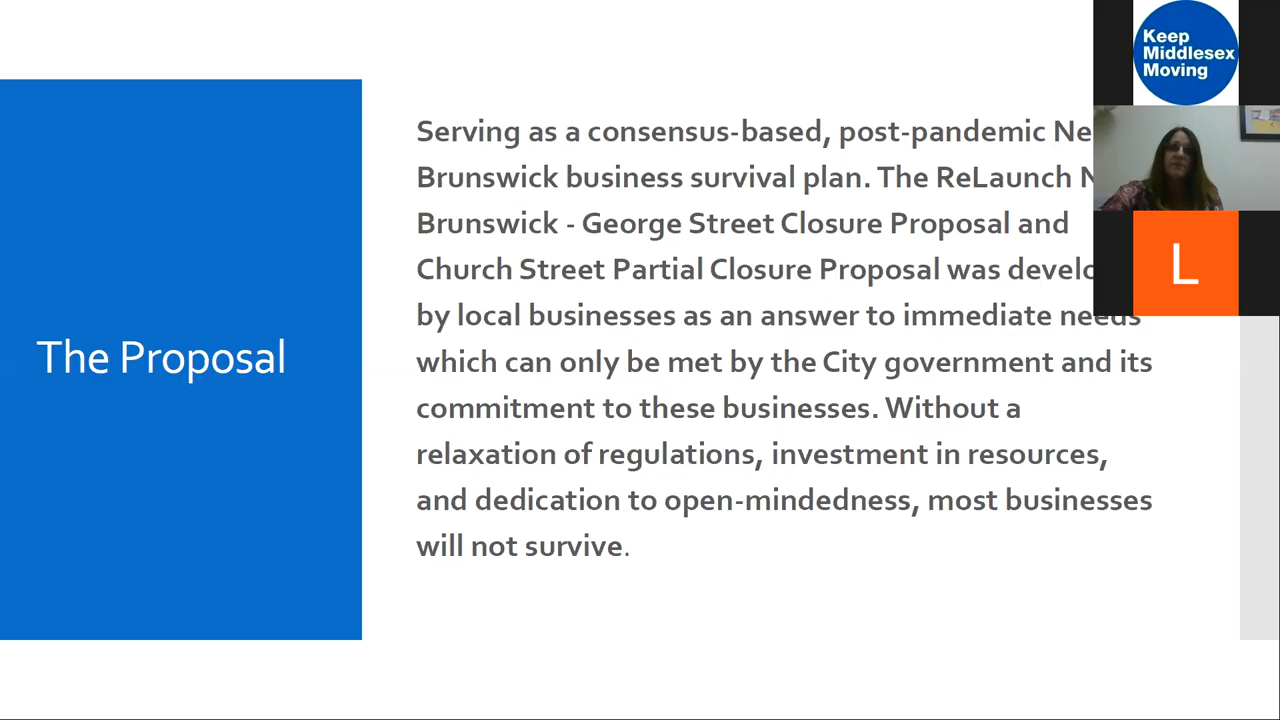 Keep
Middlesex
Moving
The Proposal
Serving as a consensus-based, post-pandemic
Brunswick business survival plan. The ReLaunch
Brunswick - George Street Closure Proposal and
Church Street Partial Closure Proposal was
by local businesses as an answer to immediate needs
which can only be met by the City government and its
commitment to these businesses. Without a
relaxation of regulations, investment in resources,
and dedication to open-mindedness, most businesses
will not survive.
L